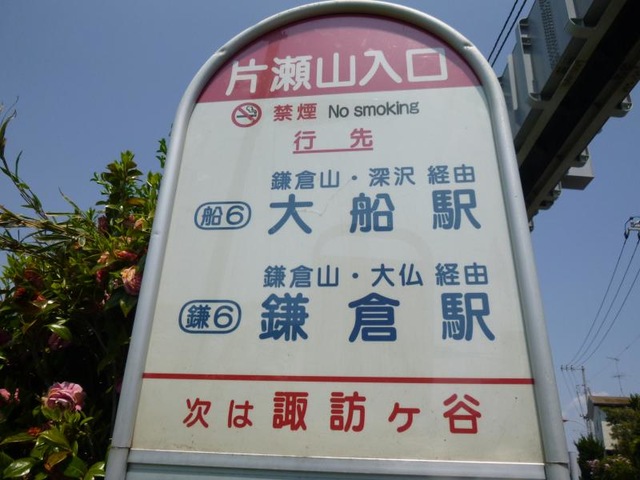 片瀬山入口
禁煙 No smoking
行先
鎌倉山・深沢 経由
船6 大船駅
鎌倉山・大仏 経由
鎌6 鎌倉駅
次は 諏訪ヶ谷